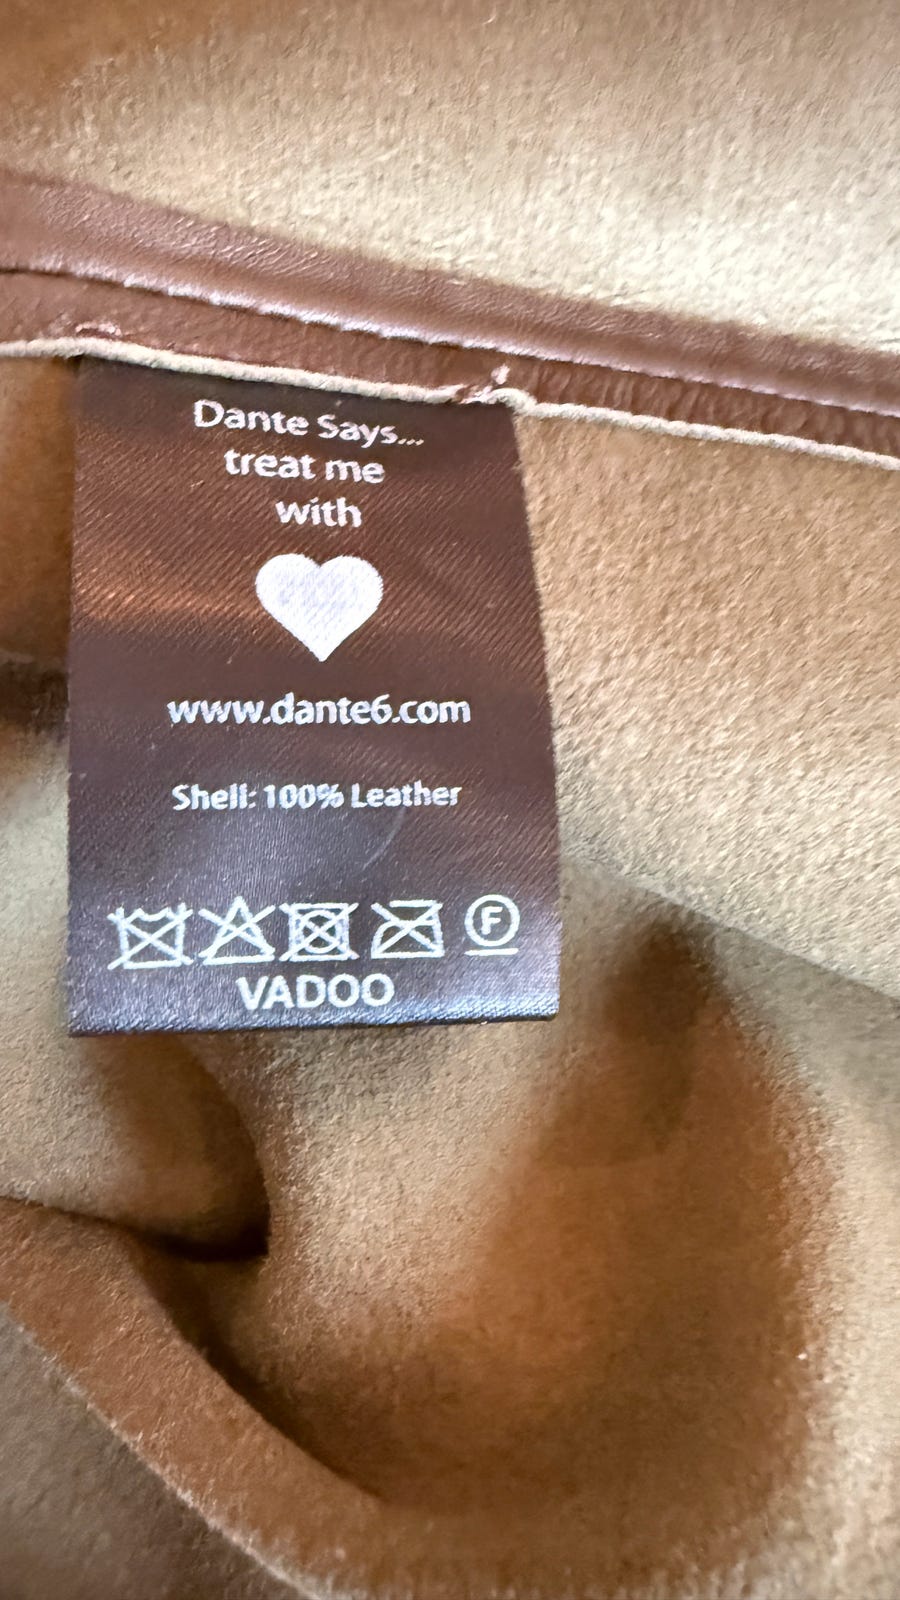 Dante Says...
treat me
with
www.dante6.com
Shell: 100% Leather
F
VADOO